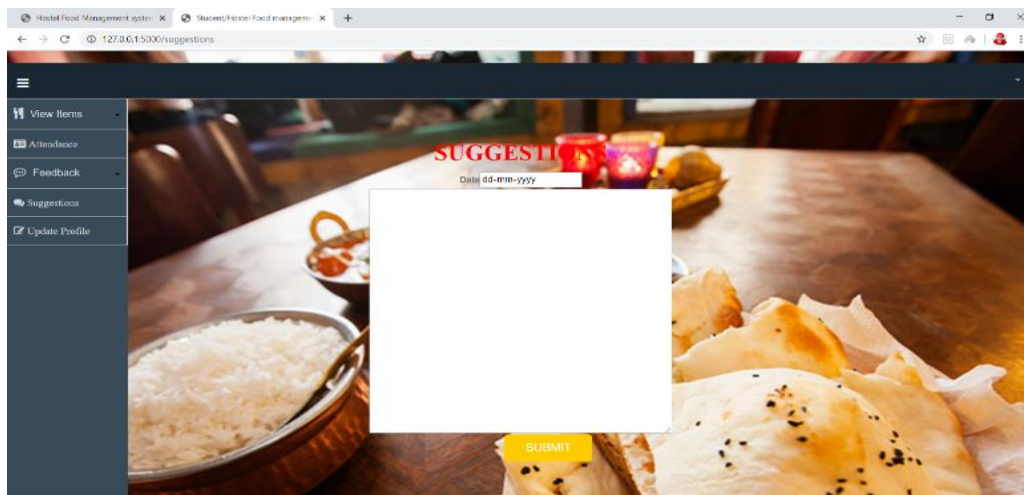 Hostel Food Management system
Student/Hostel Food managemen
127.0.0.1:5000/suggestions
View Items
Attendance
Feedback
Suggestions
Update Profile
SUGGESTIONS
Date dd-mm-yyyy
SUBMIT